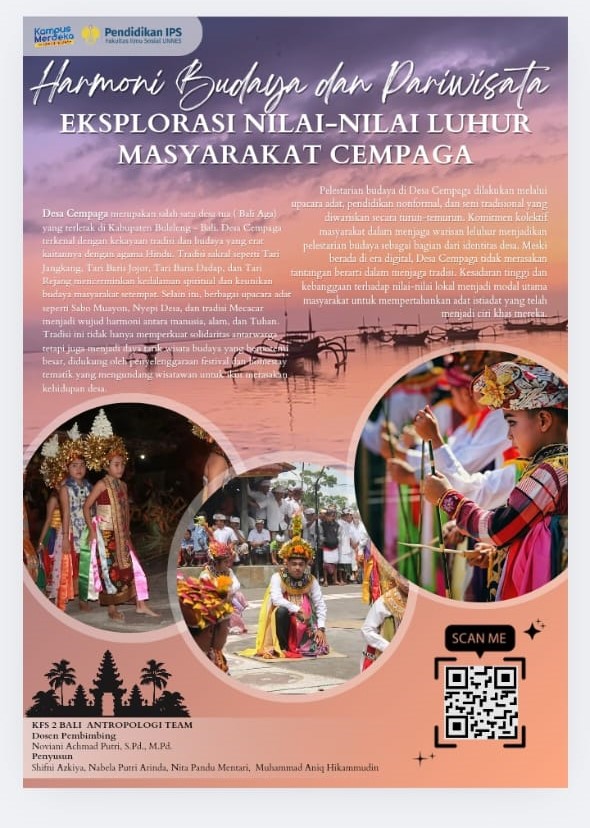 Kampus
Merdeka
INDONESIA JAYA
Pendidikan IPS
Fakultas Ilmu Sosial UNNES
Harmoni Budaya dan Pariwisata
EKSPLORASI NILAI-NILAI LUHUR
MASYARAKAT CEMPAGA
Desa Cempaga merupakan salah satu desa tua ( Bali Aga)
yang terletak di Kabupaten Buleleng – Bali. Desa Cempaga
terkenal dengan kekayaan tradisi dan budaya yang erat
kaitannya dengan agama Hindu. Tradisi sakral seperti Tari
Jangkang, Tari Baris Jojor, Tari Baris Dadap, dan Tari
Rejang mencerminkan kedalaman spiritual dan keunikan
budaya masyarakat setempat. Selain itu, berbagai upacara adat
seperti Sabo Muayon, Nyepi Desa, dan tradisi Mecacar
menjadi wujud harmoni antara manusia, alam, dan Tuhan.
Tradisi ini tidak hanya memperkuat solidaritas antarwarga
tetapi juga menjadi daya tarik wisata budaya yang berpotensi
besar, didukung oleh penyelenggaraan festival dan homestay
tematik yang mengundang wisatawan untuk ikut merasakan
kehidupan desa.
Pelestarian budaya di Desa Cempaga dilakukan melalui
upacara adat, pendidikan nonformal, dan seni tradisional yang
diwariskan secara turun-temurun. Komitmen kolektif
masyarakat dalam menjaga warisan leluhur menjadikan
pelestarian budaya sebagai bagian dari identitas desa. Meski
berada di era digital, Desa Cempaga tidak merasakan
tantangan berarti dalam menjaga tradisi. Kesadaran tinggi dan
kebanggaan terhadap nilai-nilai lokal menjadi modal utama
masyarakat untuk mempertahankan adat istiadat yang telah
menjadi ciri khas mereka.
SCAN ME
KFS 2 BALI ANTROPOLOGI TEAM
Dosen Pembimbing
Noviani Achmad Putri, S.Pd., M.Pd.
Penyusun
Shifni Azkiya, Nabela Putri Arinda, Nita Pandu Mentari, Muhammad Aniq Hikammudin